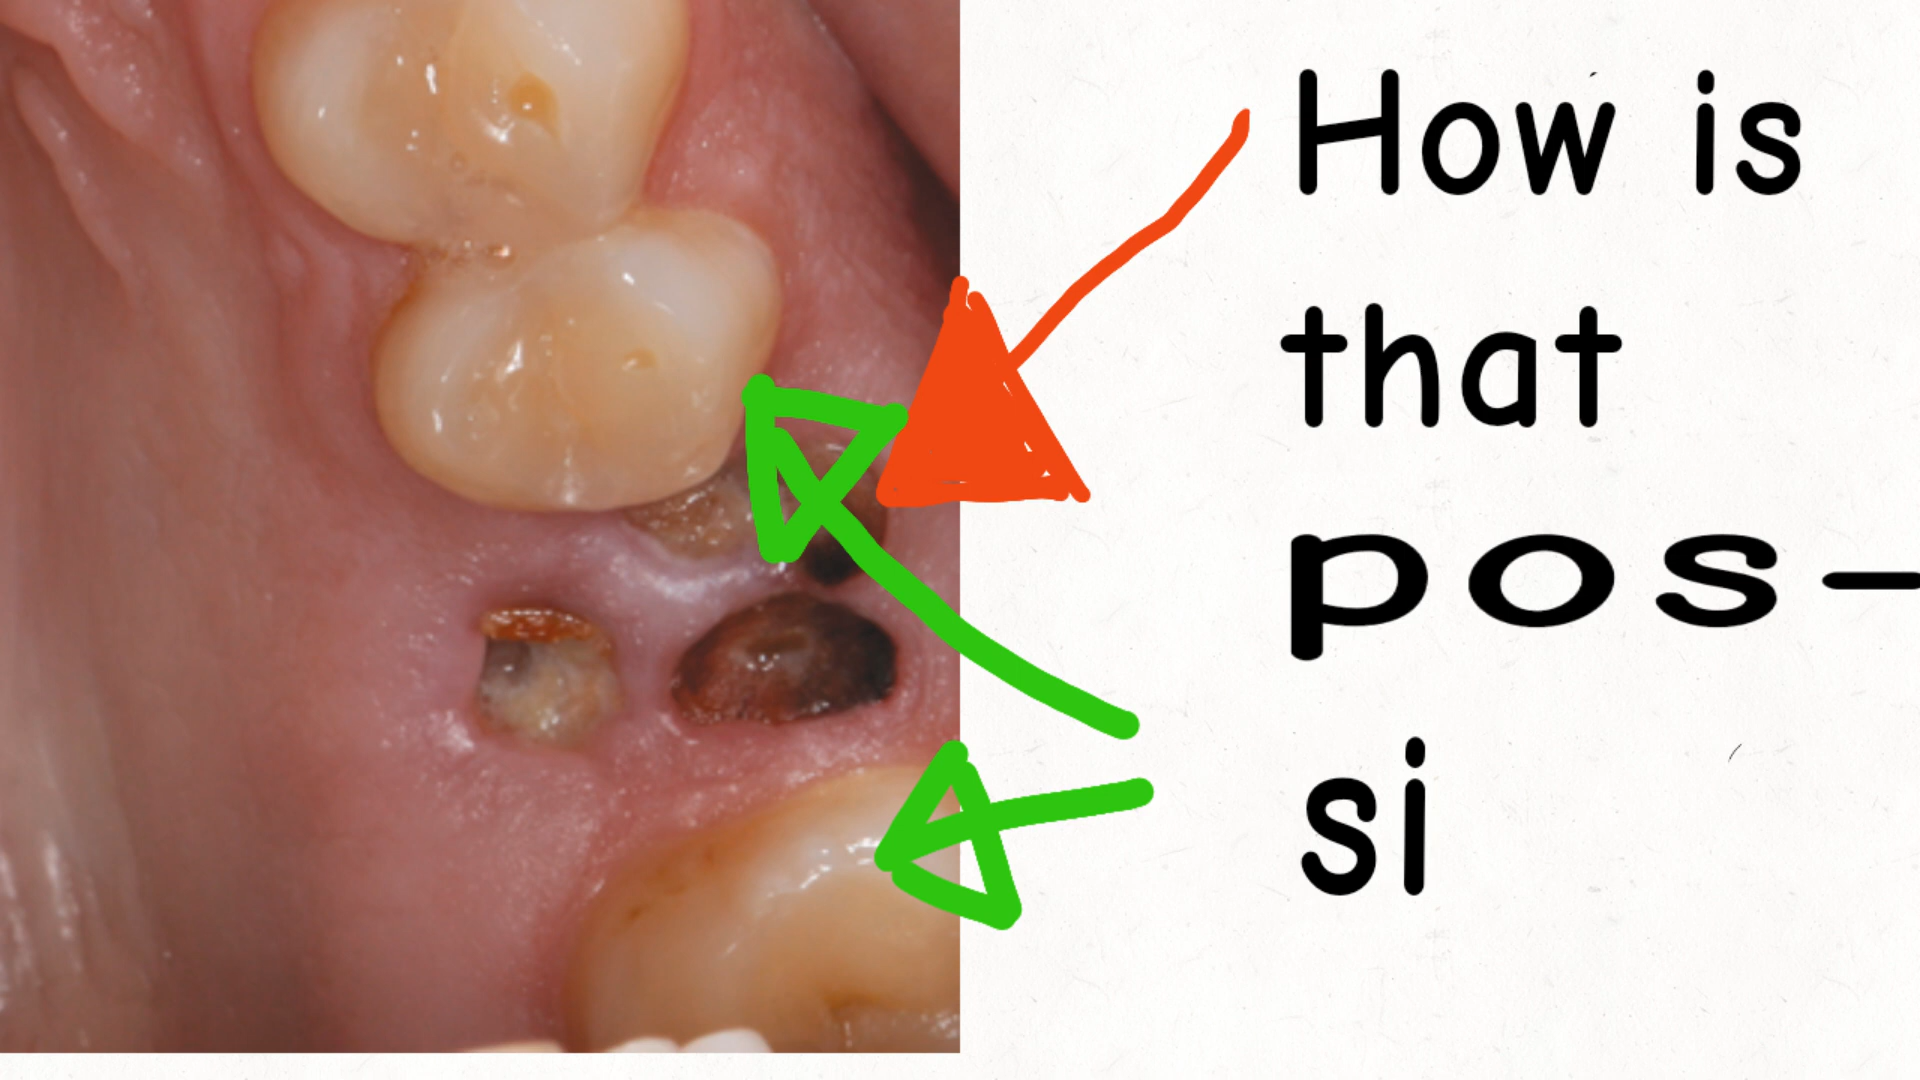 How is
that
pos-
si